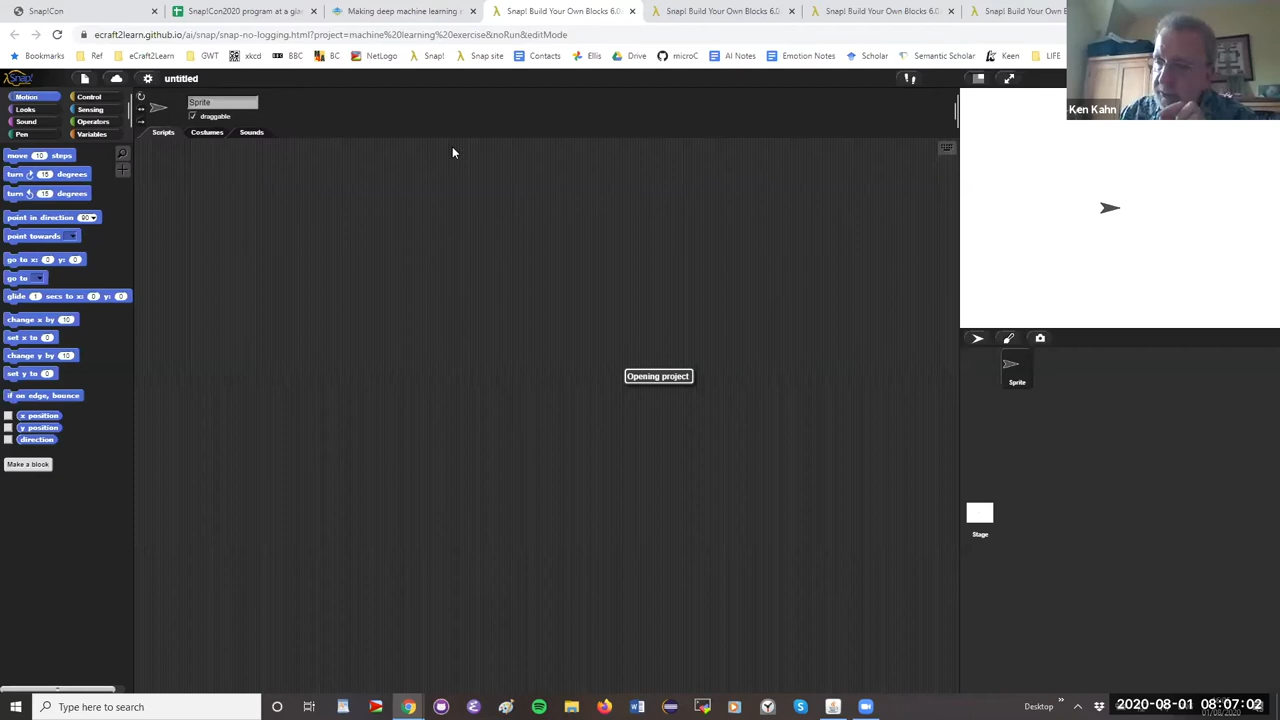 Snap!Con
Snap!Con2020 program at a gla
Making deep machine learning m
Snap! Build Your Own Blocks 6.0.
Snap! Build Your Own Blocks 6.0.
Snap! Build Your Own Blocks 6.0.
Snap! Build Your Own
ecraft2learn.github.io/ai/snap/snap-no-logging.html?project=machine%20learning%20exercise&noRun&editMode
Bookmarks
Ref
eCraft2Learn
GWT
xkcd
BBC
BC
NetLogo
Snap!
Snap site
Contacts
Ellis
Drive
microC
AI Notes
Emotion Notes
Scholar
Semantic Scholar
Keen
LIFE
Snap!
untitled
Motion
Control
Looks
Sensing
Sound
Operators
Pen
Variables
Sprite
draggable
Scripts
Costumes
Sounds
move 10 steps
turn 15 degrees
turn 15 degrees
point in direction 90
point towards
go to x: 0 y: 0
go to
glide 1 secs to x: 0 y: 0
change x by 10
set x to 0
change y by 10
set y to 0
if on edge, bounce
x position
y position
direction
Make a block
Opening project
Sprite
Stage
Ken Kahn
Type here to search
Desktop
2020-08-01 08:07:02